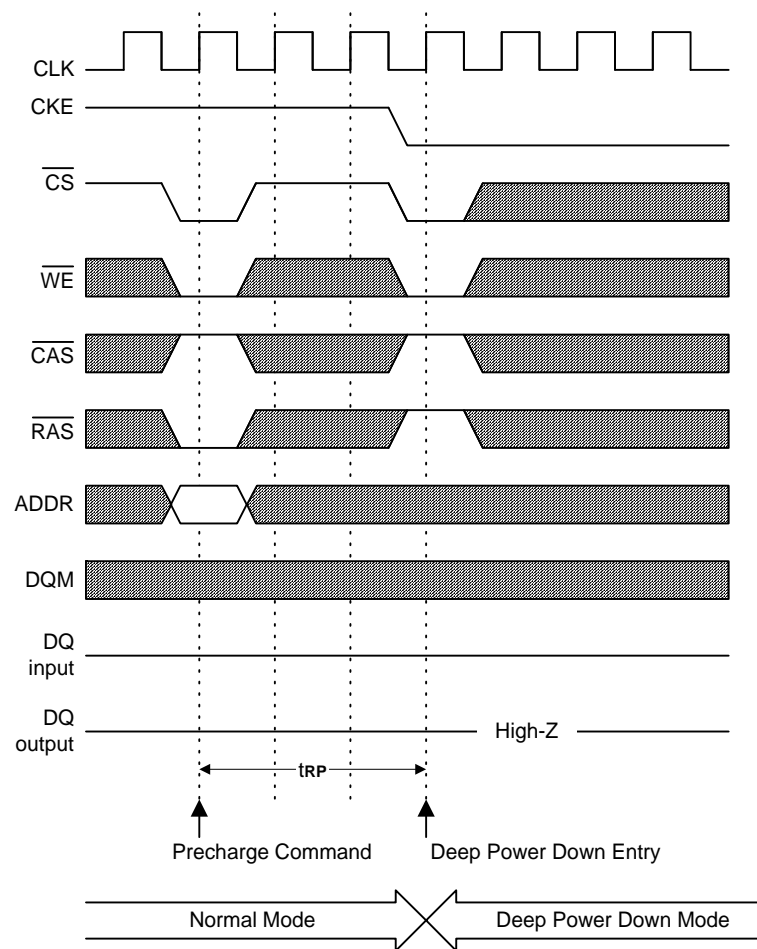 CLK
CKE
CS
WE
CAS
RAS
ADDR
DQM
DQ
input
DQ
output
High-Z
tRP
Precharge Command
Deep Power Down Entry
Normal Mode
Deep Power Down Mode